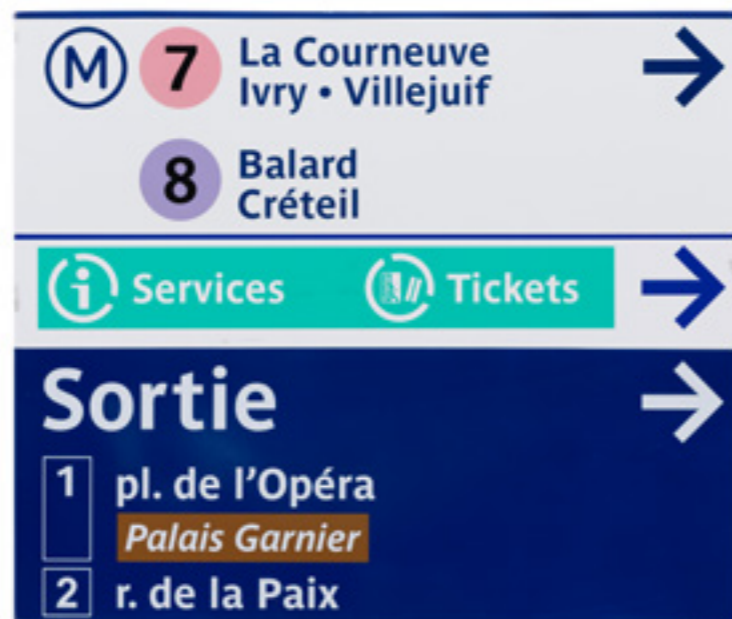 M 7 La Courneuve
Ivry • Villejuif
8 Balard
Créteil
i Services Tickets
Sortie
1 pl. de l'Opéra
Palais Garnier
2 r. de la Paix